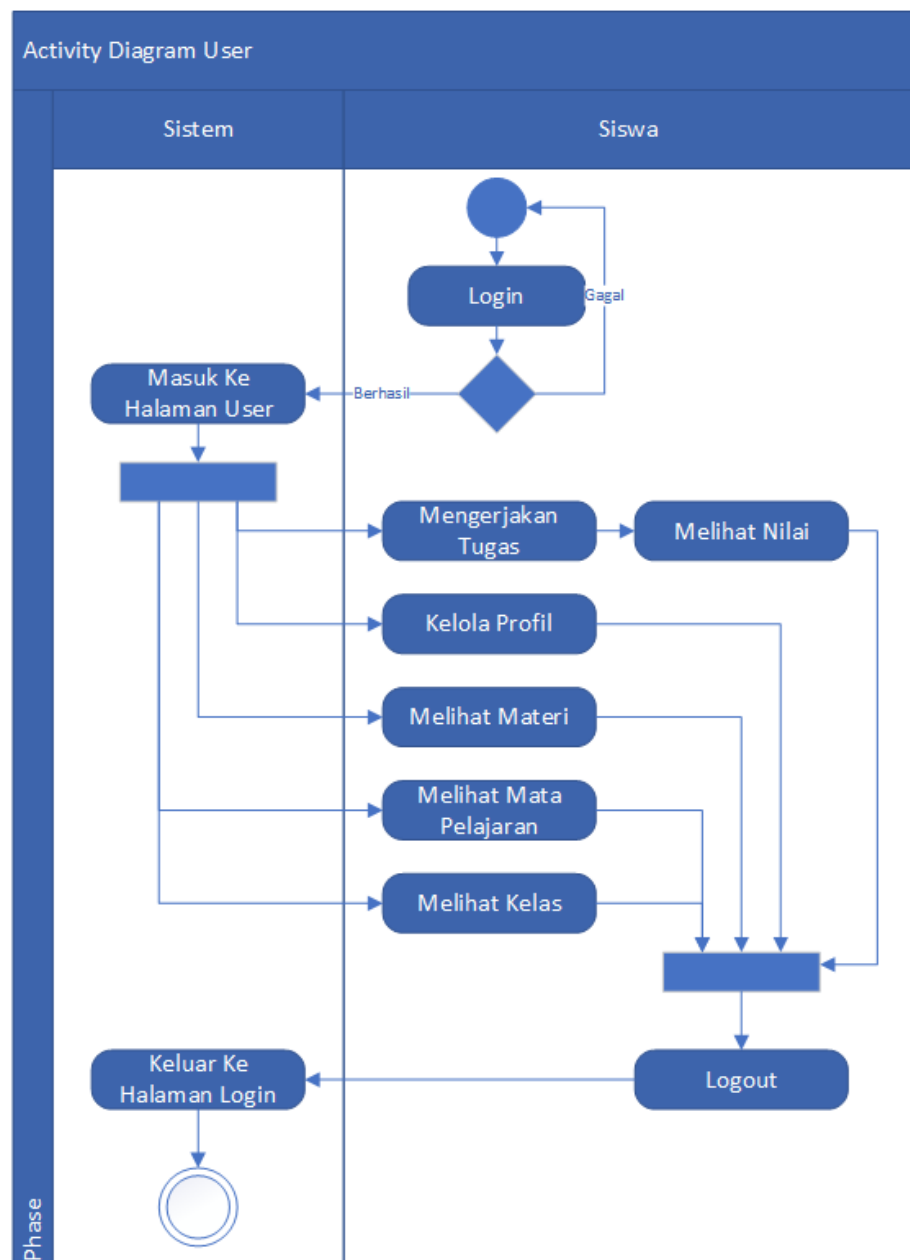 Activity Diagram User
Sistem
Siswa
Login
Gagal
Masuk Ke
Halaman User
Berhasil
Mengerjakan
Tugas
Melihat Nilai
Kelola Profil
Melihat Materi
Melihat Mata
Pelajaran
Melihat Kelas
Keluar Ke
Halaman Login
Logout
Phase